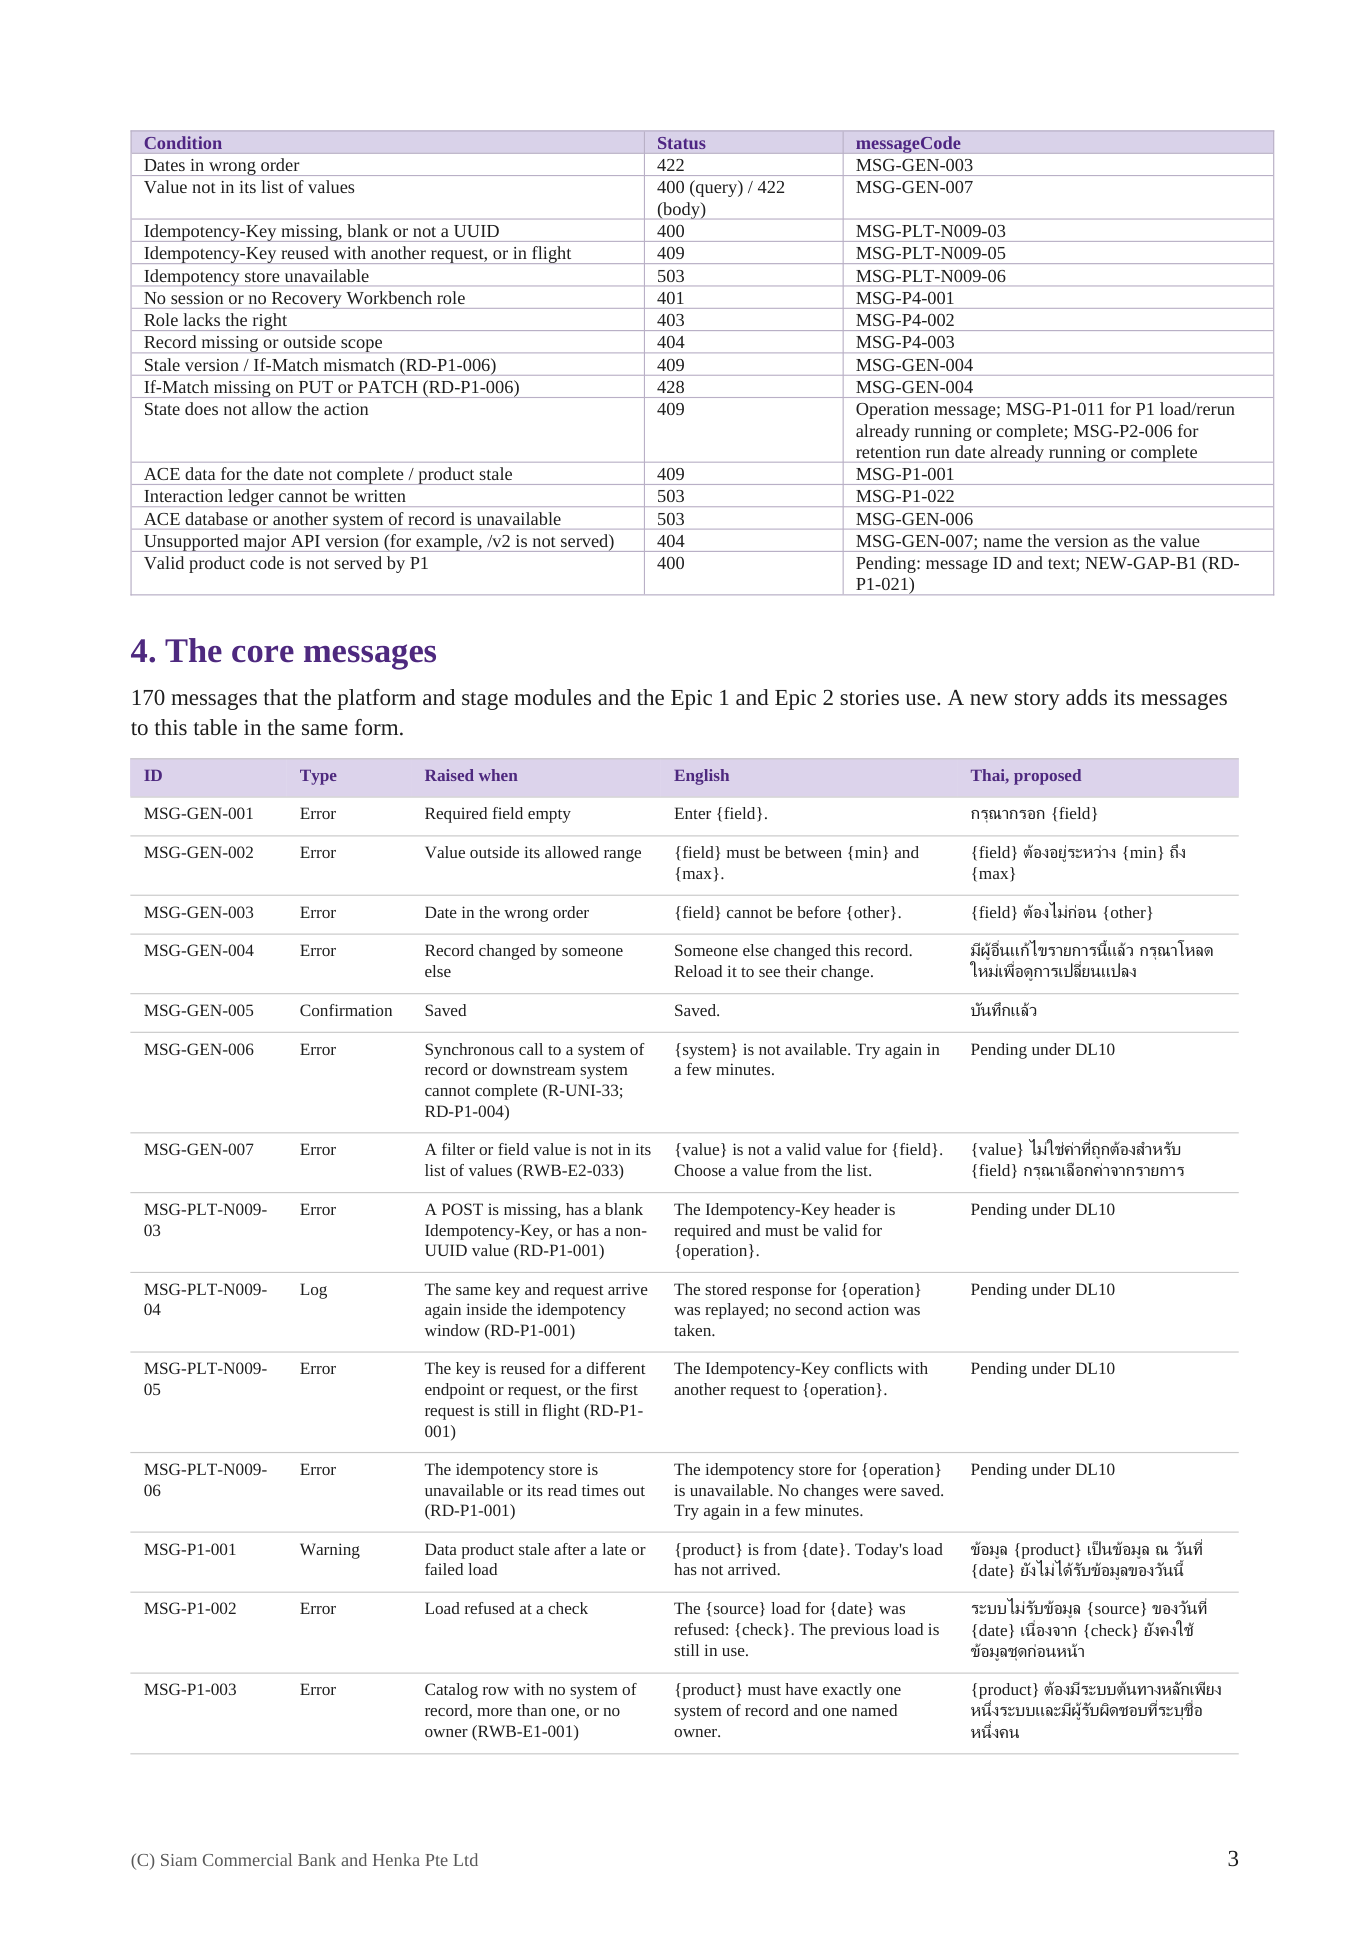 Condition Status messageCode
Dates in wrong order 422 MSG-GEN-003
Value not in its list of values 400 (query) / 422 MSG-GEN-007
(body)
Idempotency-Key missing, blank or not a UUID 400 MSG-PLT-N009-03
Idempotency-Key reused with another request, or in flight 409 MSG-PLT-N009-05
Idempotency store unavailable 503 MSG-PLT-N009-06
No session or no Recovery Workbench role 401 MSG-P4-001
Role lacks the right 403 MSG-P4-002
Record missing or outside scope 404 MSG-P4-003
Stale version / If-Match mismatch (RD-P1-006) 409 MSG-GEN-004
If-Match missing on PUT or PATCH (RD-P1-006) 428 MSG-GEN-004
State does not allow the action 409 Operation message; MSG-P1-011 for P1 load/rerun
already running or complete; MSG-P2-006 for
retention run date already running or complete
ACE data for the date not complete / product stale 409 MSG-P1-001
Interaction ledger cannot be written 503 MSG-P1-022
ACE database or another system of record is unavailable 503 MSG-GEN-006
Unsupported major API version (for example, /v2 is not served) 404 MSG-GEN-007; name the version as the value
Valid product code is not served by P1 400 Pending: message ID and text; NEW-GAP-B1 (RD-
P1-021)
4. The core messages
170 messages that the platform and stage modules and the Epic 1 and Epic 2 stories use. A new story adds its messages
to this table in the same form.
ID Type Raised when English Thai, proposed
MSG-GEN-001 Error Required field empty Enter {field}. กรุณากรอก {field}
MSG-GEN-002 Error Value outside its allowed range {field} must be between {min} and {field} ต้องอยู่ระหว่าง {min} ถึง
{max}. {max}
MSG-GEN-003 Error Date in the wrong order {field} cannot be before {other}. {field} ต้องไม่ก่อน {other}
MSG-GEN-004 Error Record changed by someone Someone else changed this record. มีผู้อื่นแก้ไขรายการนี้แล้ว กรุณาโหลด
else Reload it to see their change. ใหม่เพื่อดูการเปลี่ยนแปลง
MSG-GEN-005 Confirmation Saved Saved. บันทึกแล้ว
MSG-GEN-006 Error Synchronous call to a system of {system} is not available. Try again in Pending under DL10
record or downstream system a few minutes.
cannot complete (R-UNI-33;
RD-P1-004)
MSG-GEN-007 Error A filter or field value is not in its {value} is not a valid value for {field}. {value} ไม่ใช่ค่าที่ถูกต้องสำหรับ
list of values (RWB-E2-033) Choose a value from the list. {field} กรุณาเลือกค่าจากรายการ
MSG-PLT-N009- Error A POST is missing, has a blank The Idempotency-Key header is Pending under DL10
03 Idempotency-Key, or has a non- required and must be valid for
UUID value (RD-P1-001) {operation}.
MSG-PLT-N009- Log The same key and request arrive The stored response for {operation} Pending under DL10
04 again inside the idempotency was replayed; no second action was
window (RD-P1-001) taken.
MSG-PLT-N009- Error The key is reused for a different The Idempotency-Key conflicts with Pending under DL10
05 endpoint or request, or the first another request to {operation}.
request is still in flight (RD-P1-
001)
MSG-PLT-N009- Error The idempotency store is The idempotency store for {operation} Pending under DL10
06 unavailable or its read times out is unavailable. No changes were saved.
(RD-P1-001) Try again in a few minutes.
MSG-P1-001 Warning Data product stale after a late or {product} is from {date}. Today's load ข้อมูล {product} เป็นข้อมูล ณ วันที่
failed load has not arrived. {date} ยังไม่ได้รับข้อมูลของวันนี้
MSG-P1-002 Error Load refused at a check The {source} load for {date} was ระบบไม่รับข้อมูล {source} ของวันที่
refused: {check}. The previous load is {date} เนื่องจาก {check} ยังคงใช้
still in use. ข้อมูลชุดก่อนหน้า
MSG-P1-003 Error Catalog row with no system of {product} must have exactly one {product} ต้องมีระบบต้นทางหลักเพียง
record, more than one, or no system of record and one named หนึ่งระบบและมีผู้รับผิดชอบที่ระบุชื่อ
owner (RWB-E1-001) owner. หนึ่งคน
(C) Siam Commercial Bank and Henka Pte Ltd 3